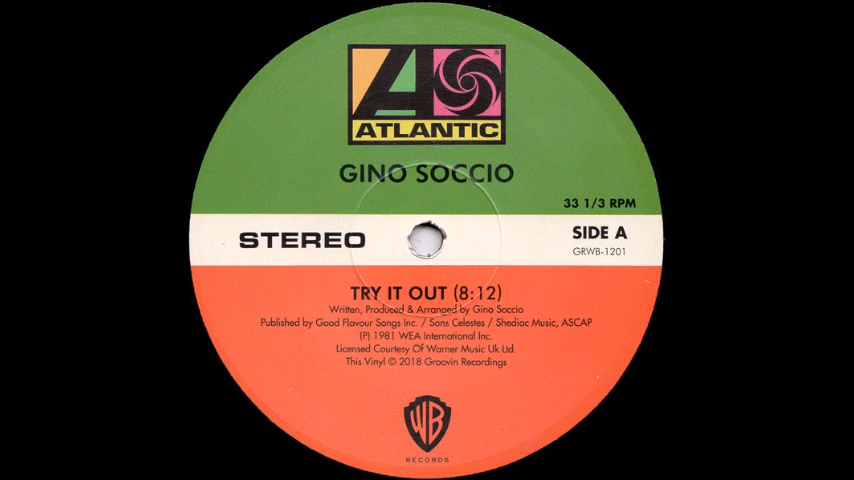 ATLANTIC
GINO SOCCIO
33 1/3 RPM
STEREO
SIDE A
GRWB-1201
TRY IT OUT (8:12)
Written, Produced & Arranged by Gino Soccio
Published by Good Flavour Songs Inc. / Sons Celestes / Shediac Music, ASCAP
(P) 1981 WEA International Inc.
Licensed Courtesy Of Warner Music Uk Ltd.
This Vinyl © 2018 Groovin Recordings
WB
RECORDS